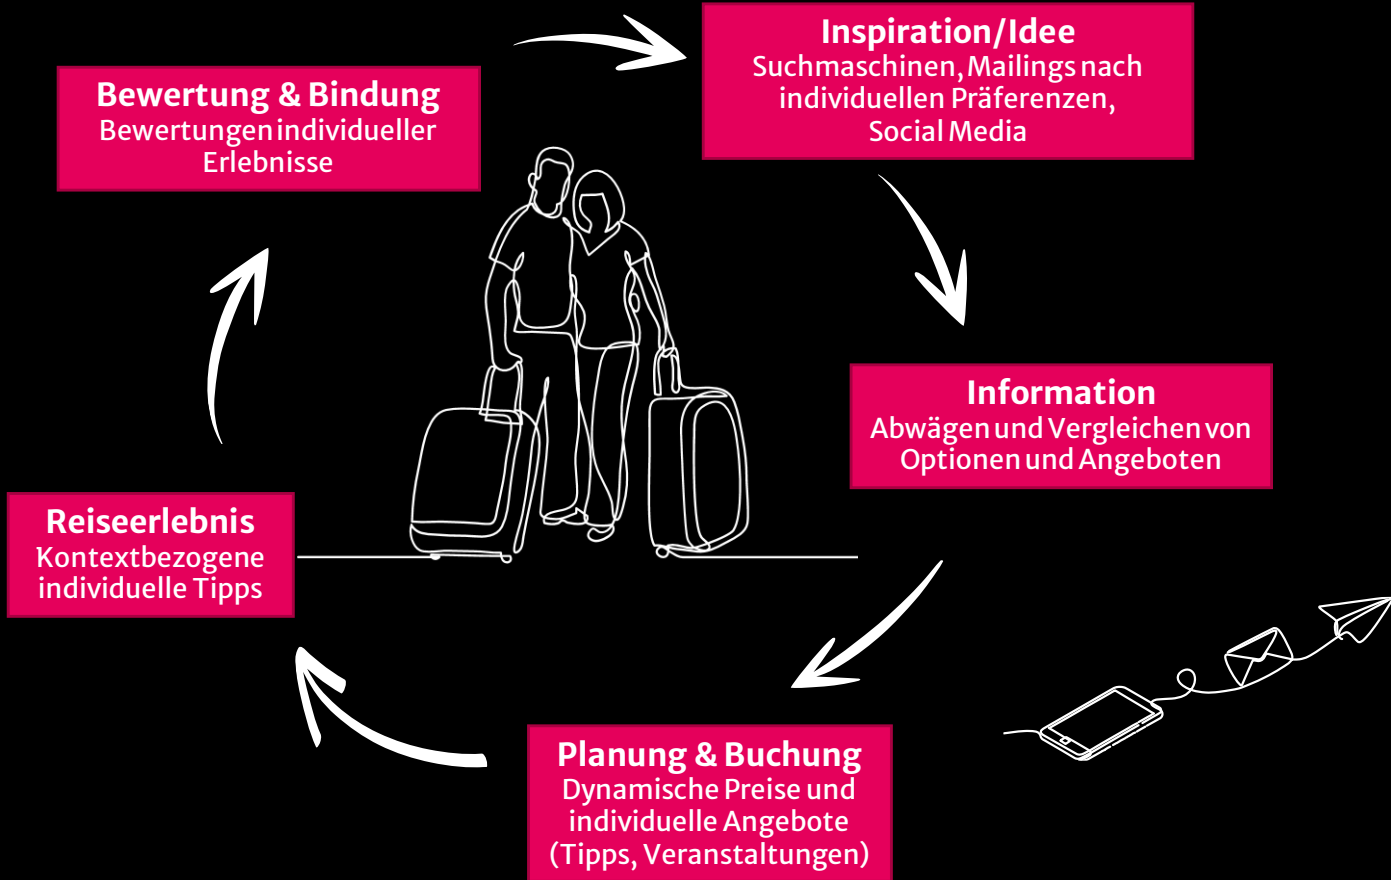 Inspiration/Idee
Suchmaschinen, Mailings nach
individuellen Präferenzen,
Social Media
Bewertung & Bindung
Bewertungen individueller
Erlebnisse
Information
Abwägen und Vergleichen von
Optionen und Angeboten
Reiseerlebnis
Kontextbezogene
individuelle Tipps
Planung & Buchung
Dynamische Preise und
individuelle Angebote
(Tipps, Veranstaltungen)